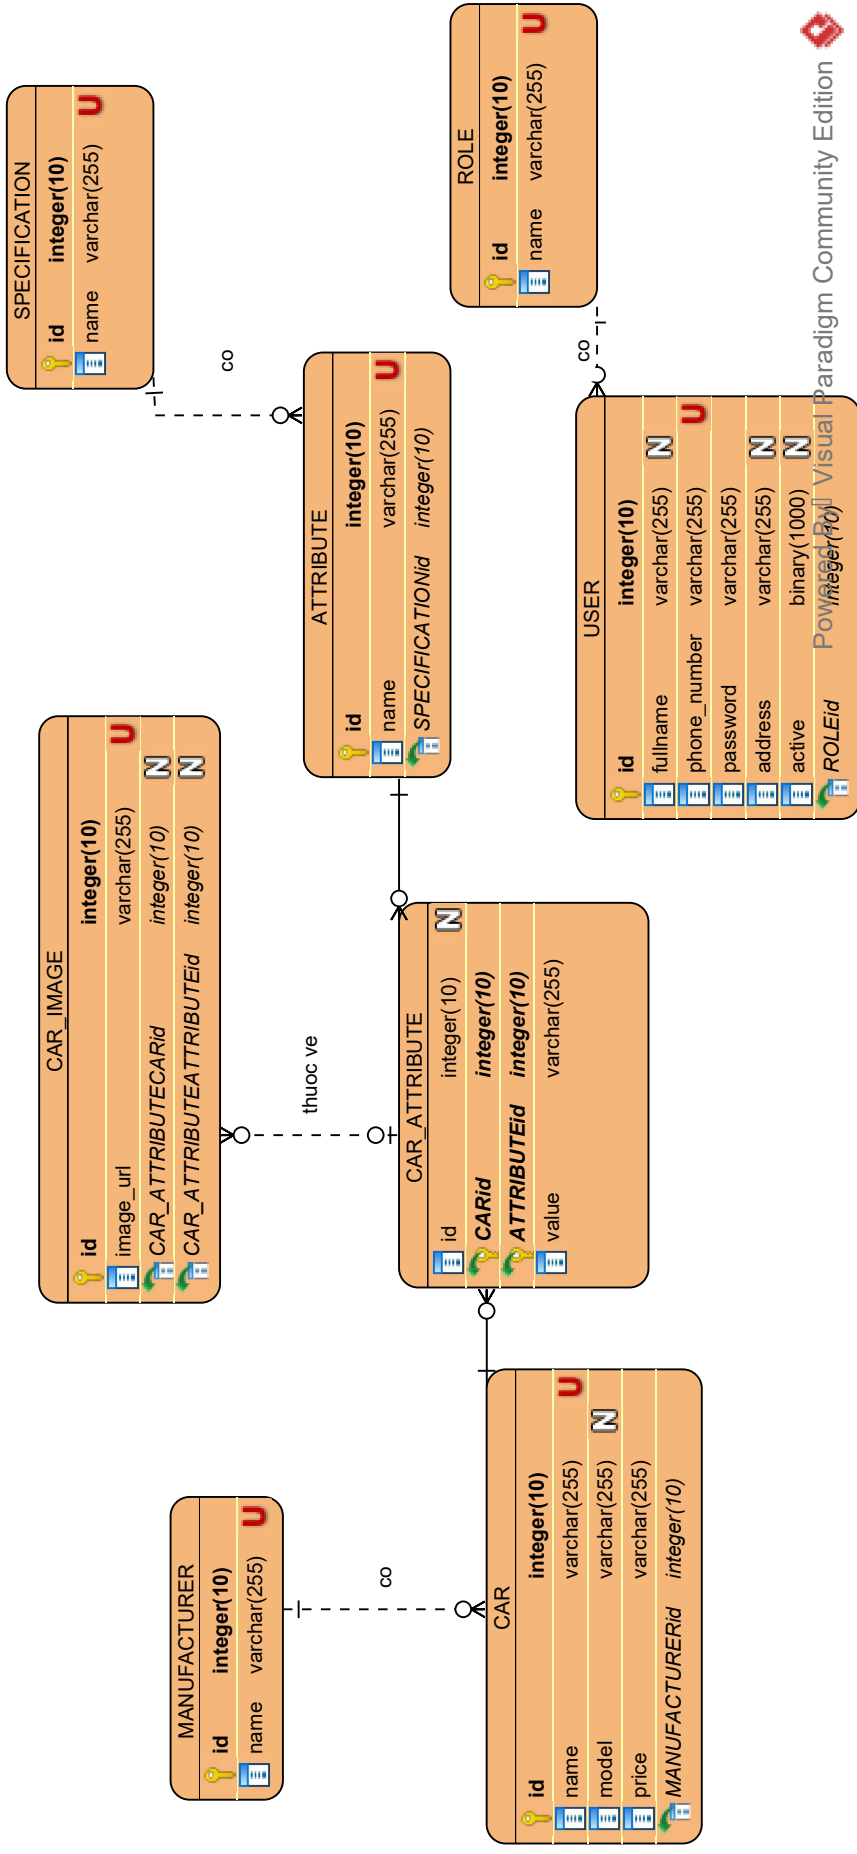 SPECIFICATION
id integer(10)
name varchar(255) U
ROLE
id integer(10)
name varchar(255) U
co
co
ATTRIBUTE
id integer(10)
name varchar(255) U
SPECIFICATIONid integer(10)
USER
id integer(10)
fullname varchar(255) N
phone_number varchar(255) U
password varchar(255)
address varchar(255) N
active binary(1000) N
ROLEid integer(10)
CAR_IMAGE
id integer(10)
image_url varchar(255) U
CAR_ATTRIBUTECARid integer(10) N
CAR_ATTRIBUTEATTRIBUTEid integer(10) N
thuoc ve
CAR_ATTRIBUTE
id integer(10) N
CARid integer(10)
ATTRIBUTEid integer(10)
value varchar(255)
MANUFACTURER
id integer(10)
name varchar(255) U
co
CAR
id integer(10)
name varchar(255) U
model varchar(255) N
price varchar(255)
MANUFACTURERid integer(10)
Powered By Visual Paradigm Community Edition